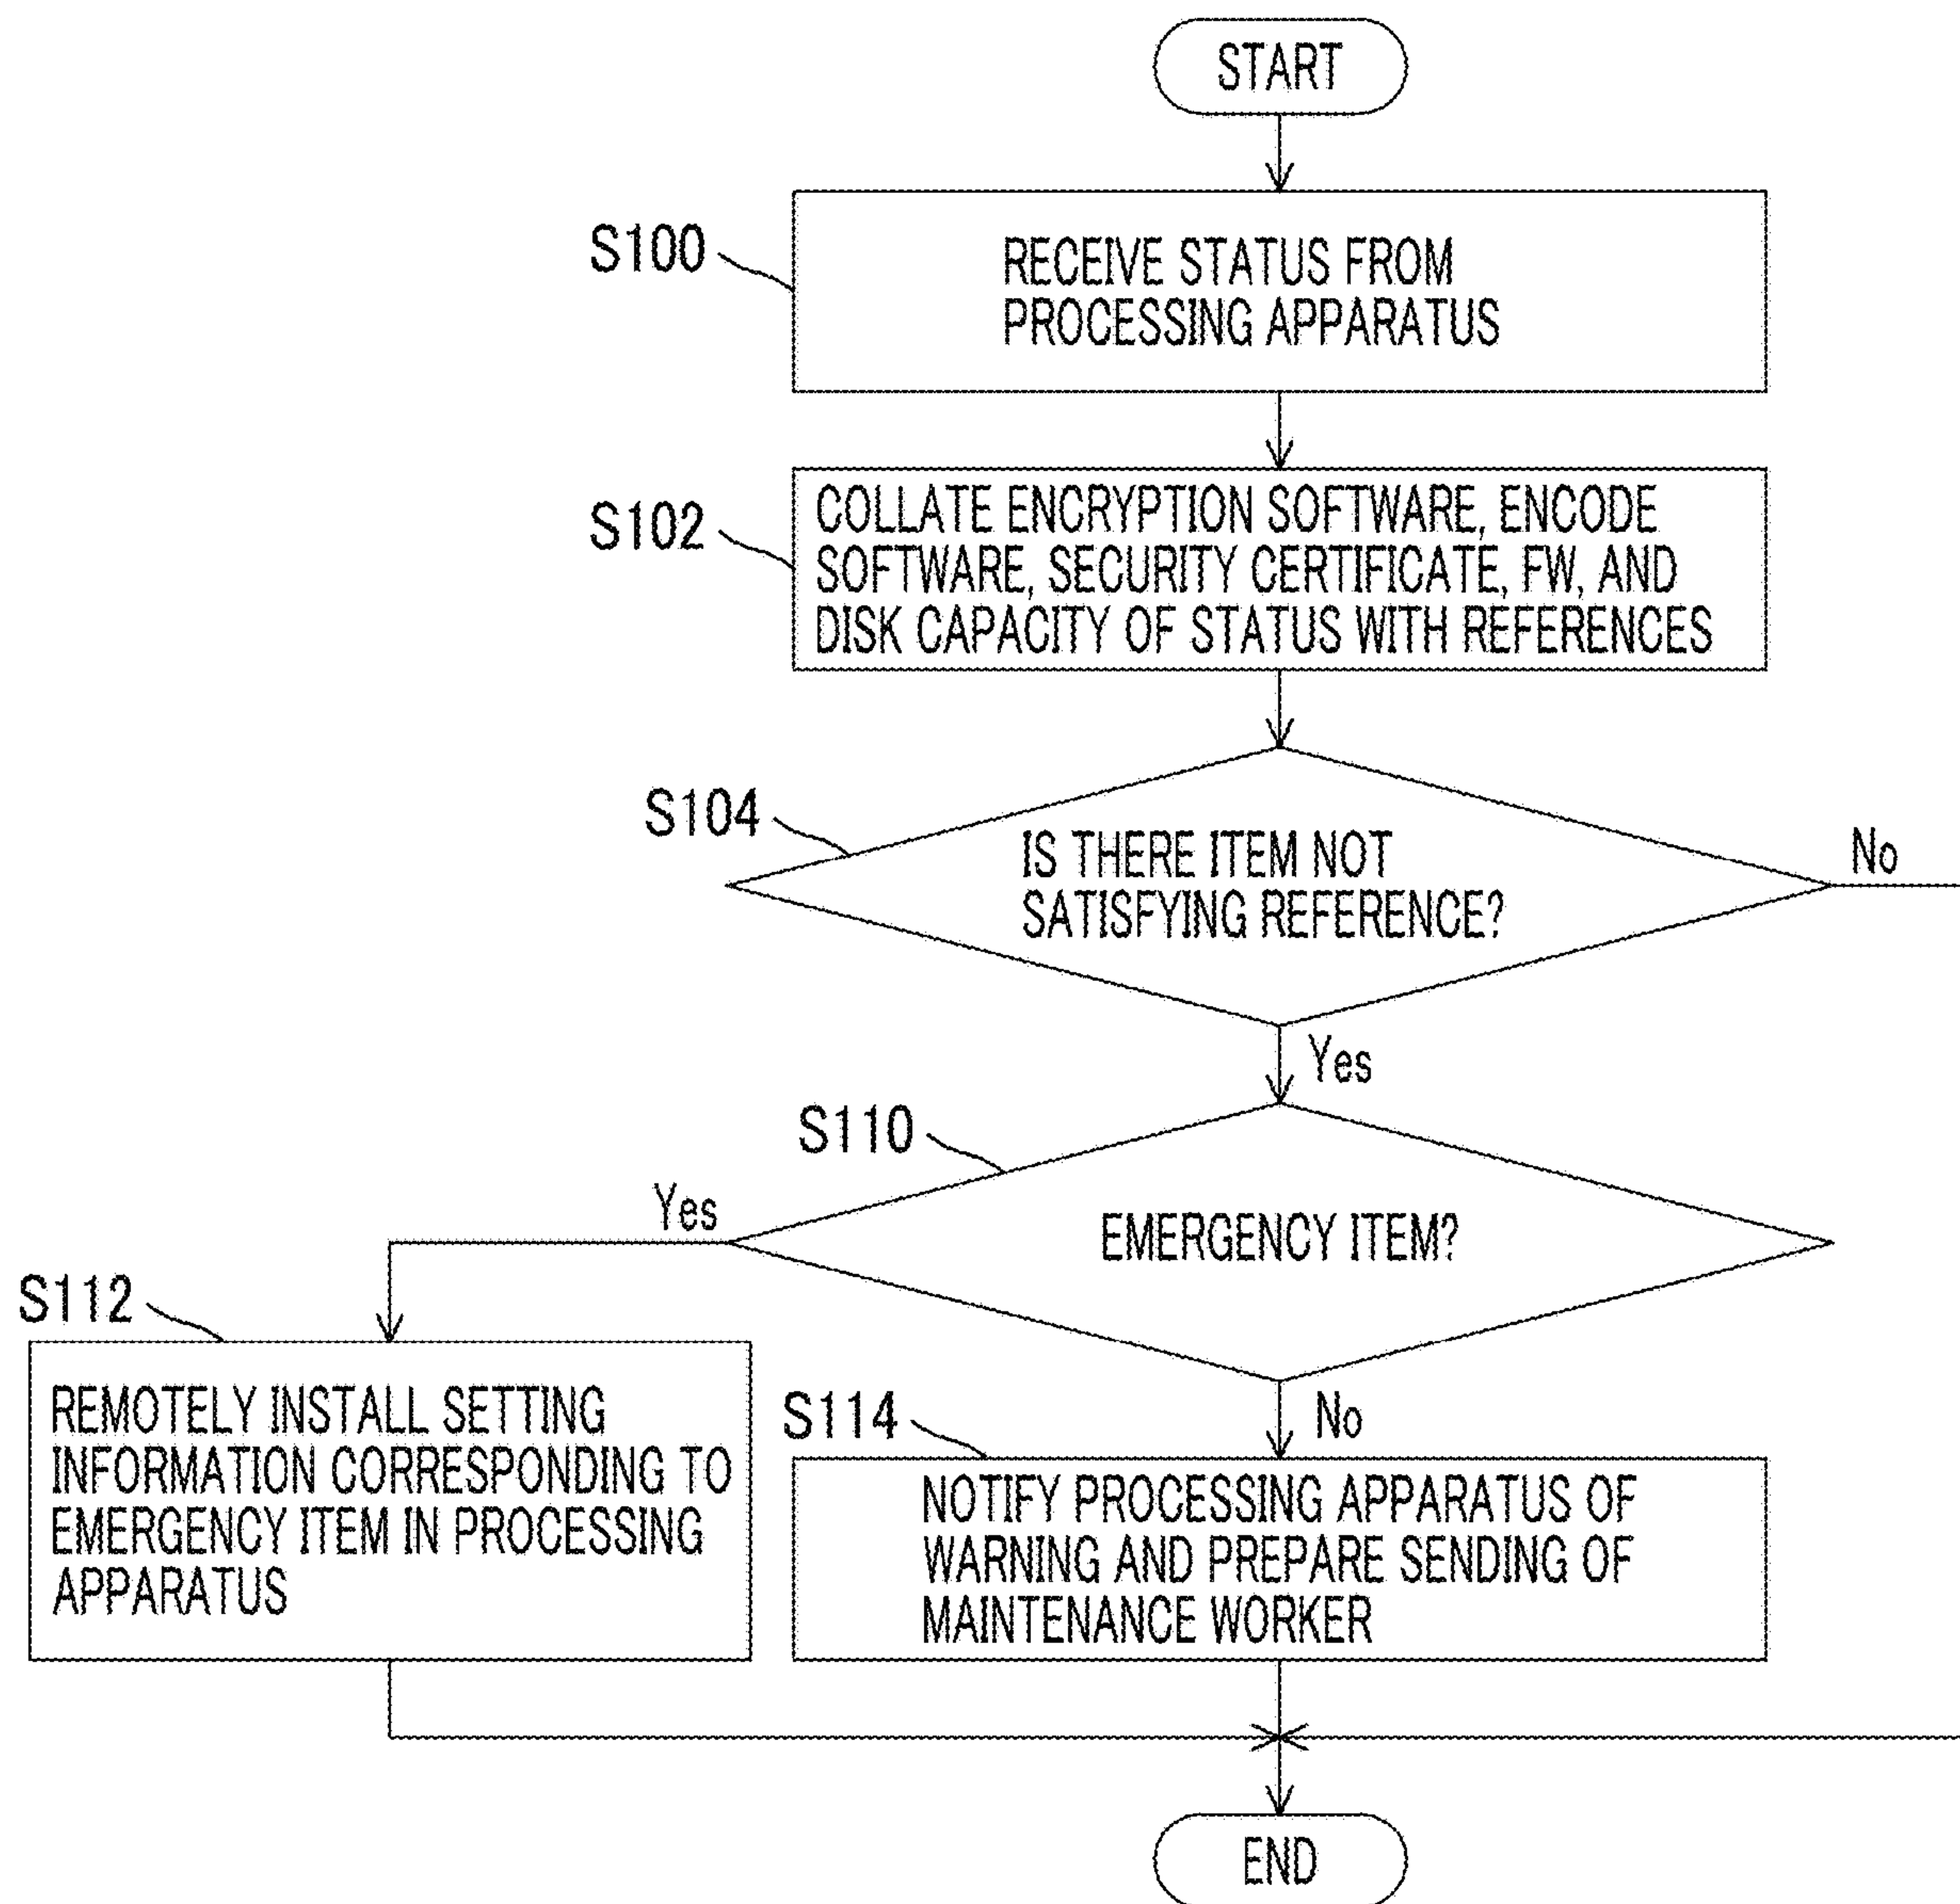 START
S100
RECEIVE STATUS FROM
PROCESSING APPARATUS
S102
COLLATE ENCRYPTION SOFTWARE, ENCODE
SOFTWARE, SECURITY CERTIFICATE, FW, AND
DISK CAPACITY OF STATUS WITH REFERENCES
S104
IS THERE ITEM NOT
SATISFYING REFERENCE?
No
Yes
S110
EMERGENCY ITEM?
Yes
S112
REMOTELY INSTALL SETTING
INFORMATION CORRESPONDING TO
EMERGENCY ITEM IN PROCESSING
APPARATUS
No
S114
NOTIFY PROCESSING APPARATUS OF
WARNING AND PREPARE SENDING OF
MAINTENANCE WORKER
END